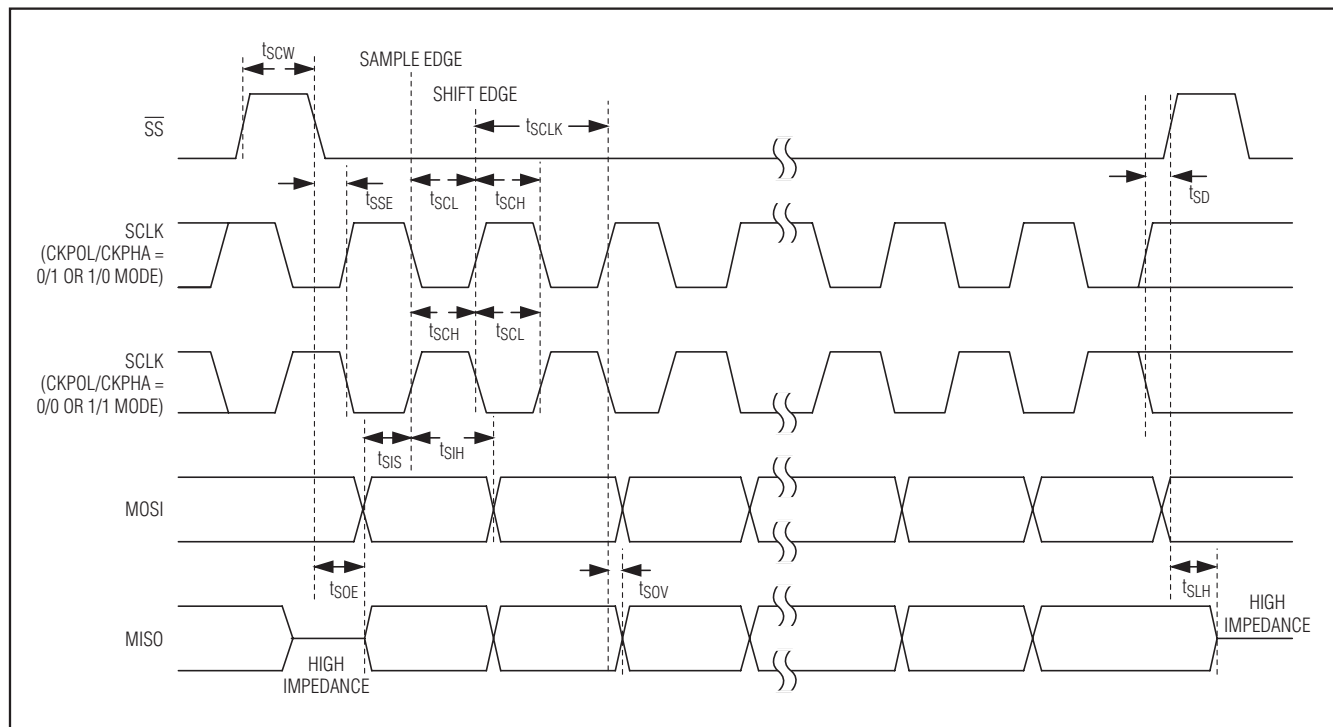 tSCW
SAMPLE EDGE
SHIFT EDGE
tSCLK
SS
tSSE
tSCL
tSCH
tSD
SCLK
(CKPOL/CKPHA =
0/1 OR 1/0 MODE)
tSCH
tSCL
SCLK
(CKPOL/CKPHA =
0/0 OR 1/1 MODE)
tSIS
tSIH
MOSI
tSOE
tSOV
tSLH
HIGH
IMPEDANCE
MISO
HIGH
IMPEDANCE